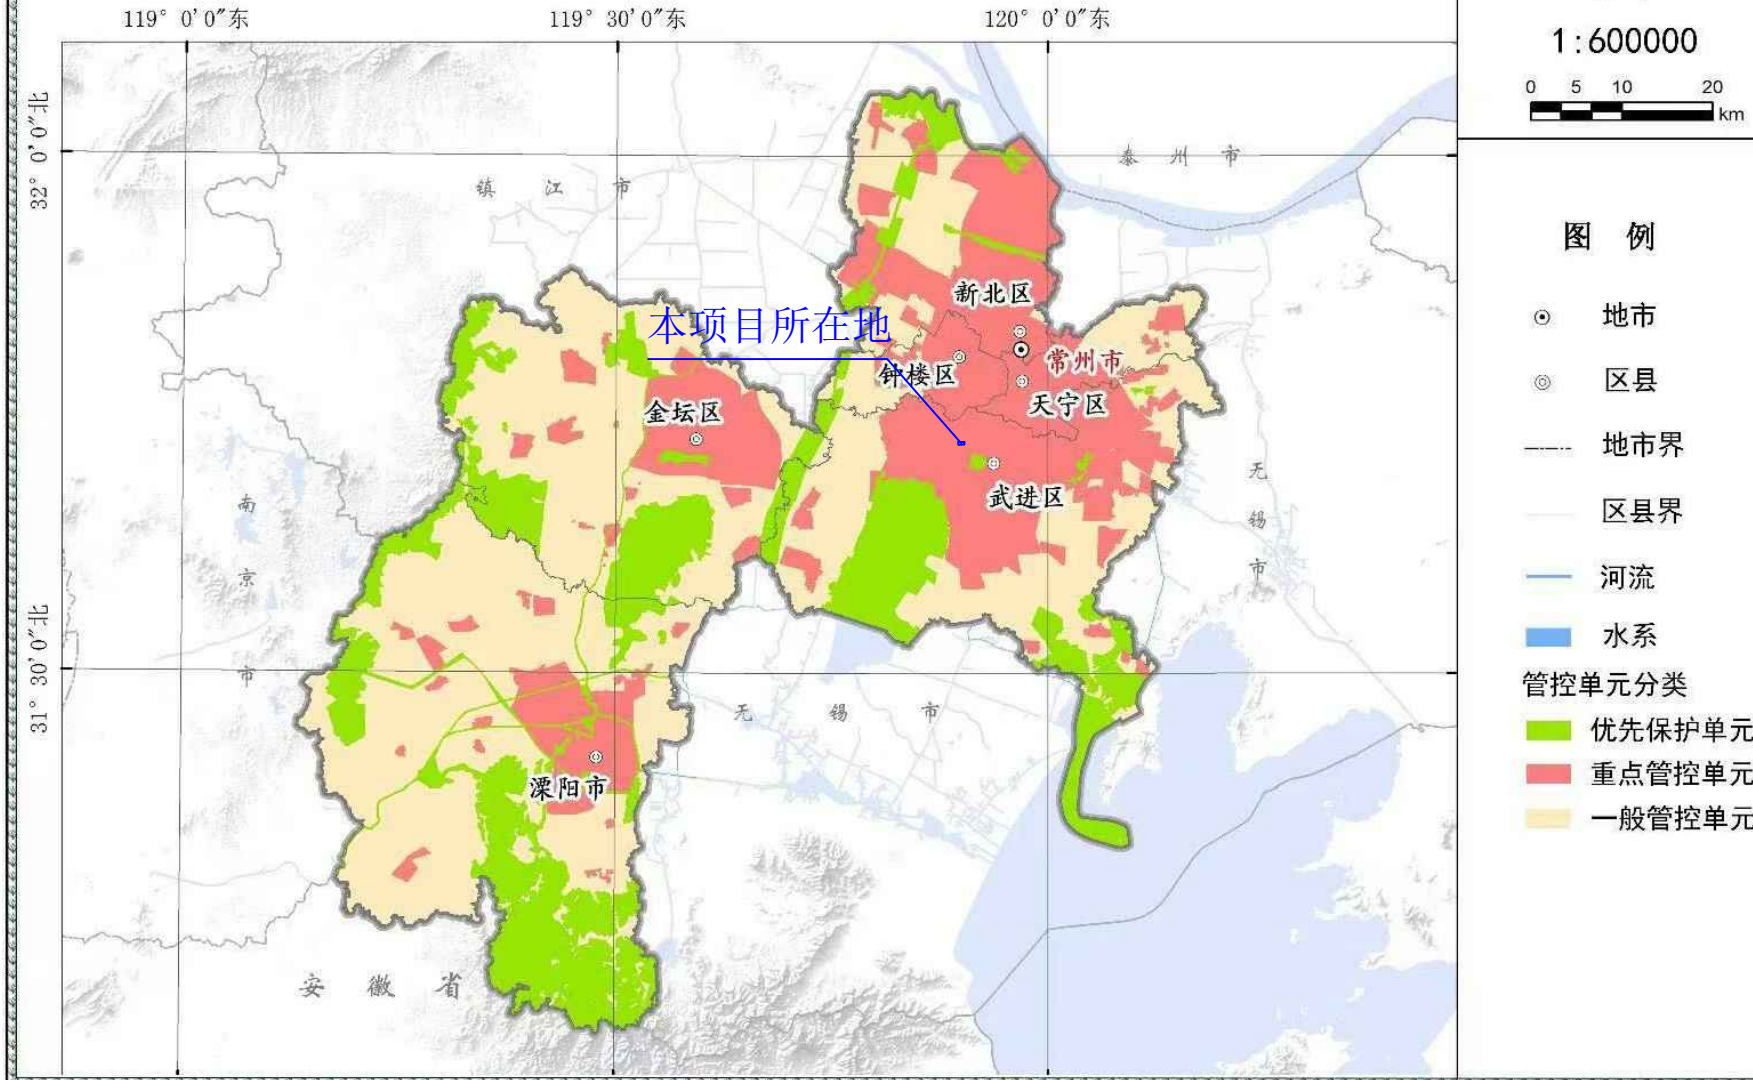 119° 0′0″东
119° 30′0″东
120° 0′0″东
1:600000
0 5 10 20
km
32° 0′0″北
泰州市
镇江市
图 例
新北区
本项目所在地
地市
常州市
钟楼区
区县
天宁区
金坛区
地市界
无锡市
武进区
南京市
区县界
河流
31° 30′0″北
水系
管控单元分类
无锡市
优先保护单元
重点管控单元
溧阳市
一般管控单元
安徽省